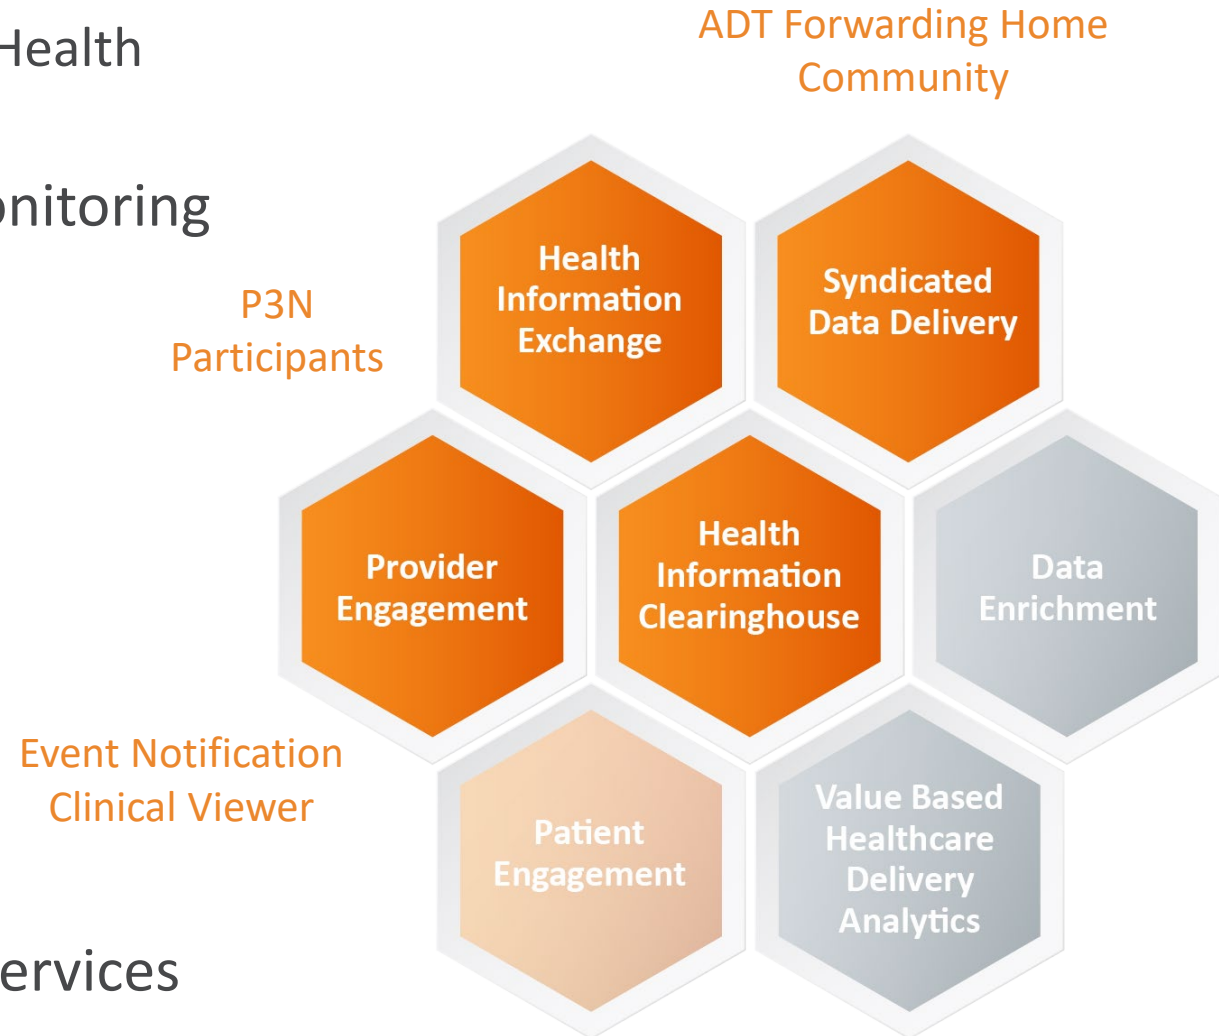 Health
onitoring
ervices
ADT Forwarding Home
Community
P3N
Participants
Event Notification
Clinical Viewer
Health
Information
Exchange
Syndicated
Data Delivery
Provider
Engagement
Health
Information
Clearinghouse
Data
Enrichment
Patient
Engagement
Value Based
Healthcare
Delivery
Analytics